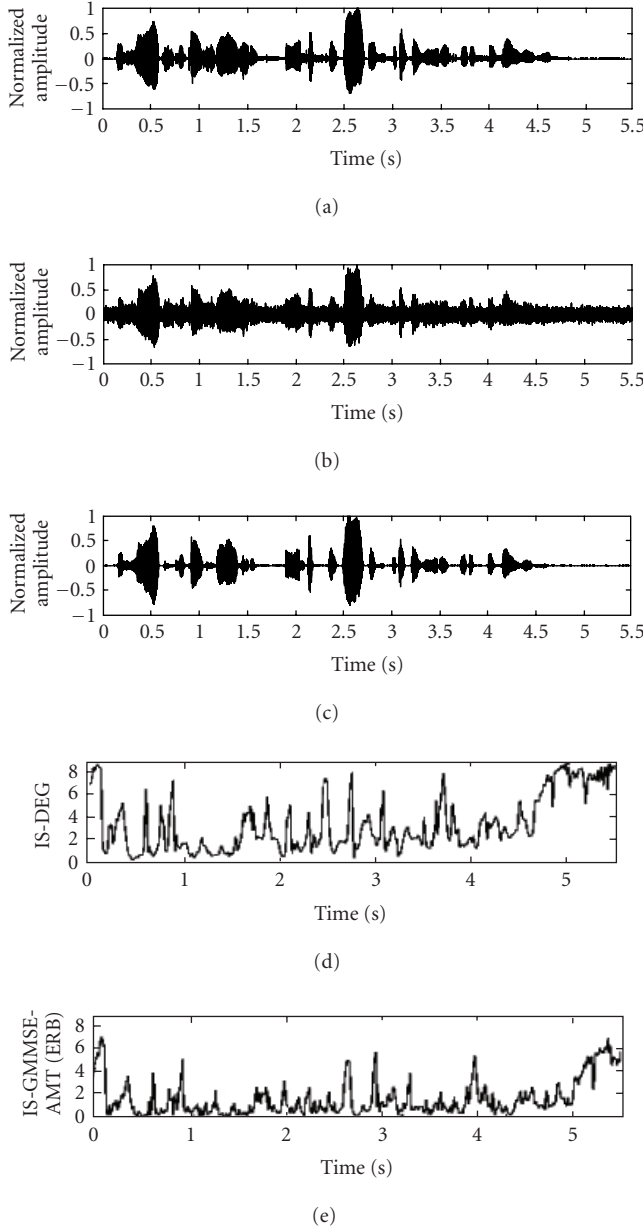 Normalized
amplitude
1
0.5
0
−0.5
−1
0 0.5 1 1.5 2 2.5 3 3.5 4 4.5 5 5.5
Time (s)
(a)
Normalized
amplitude
1
0.5
0
−0.5
−1
0 0.5 1 1.5 2 2.5 3 3.5 4 4.5 5 5.5
Time (s)
(b)
Normalized
amplitude
1
0.5
0
−0.5
−1
0 0.5 1 1.5 2 2.5 3 3.5 4 4.5 5 5.5
Time (s)
(c)
IS-DEG
8
6
4
2
0
0 1 2 3 4 5
Time (s)
(d)
IS-GMMSE-
AMT (ERB)
8
6
4
2
0
0 1 2 3 4 5
Time (s)
(e)